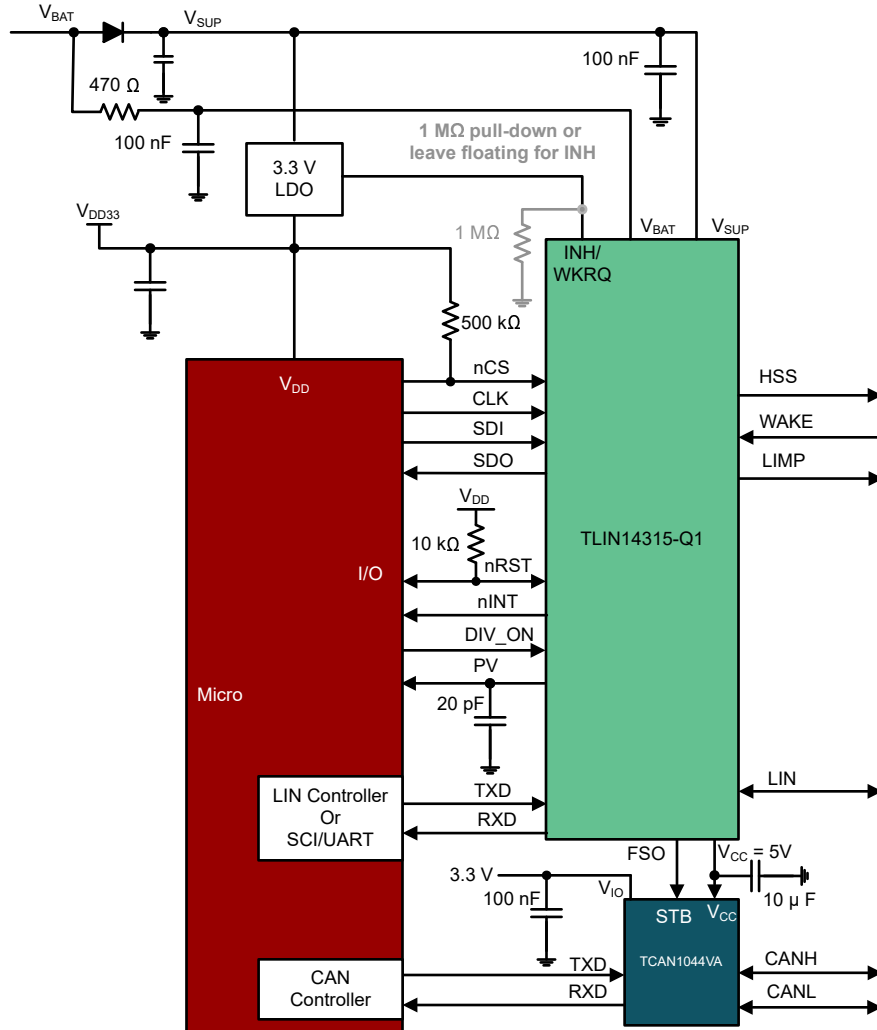 VBAT
VSUP
470 Ω
100 nF
100 nF
1 MΩ pull-down or
leave floating for INH
3.3 V
LDO
VDD33
1 MΩ
VBAT
VSUP
INH/
WKRQ
500 kΩ
VDD
nCS
CLK
SDI
SDO
HSS
WAKE
LIMP
VDD
10 kΩ
TLIN14315-Q1
I/O
nRST
nINT
DIV_ON
PV
Micro
20 pF
LIN Controller
Or
SCI/UART
TXD
RXD
LIN
FSO
VCC = 5V
3.3 V
VIO
100 nF
10 µ F
STB
VCC
TCAN1044VA
CAN
Controller
TXD
RXD
CANH
CANL